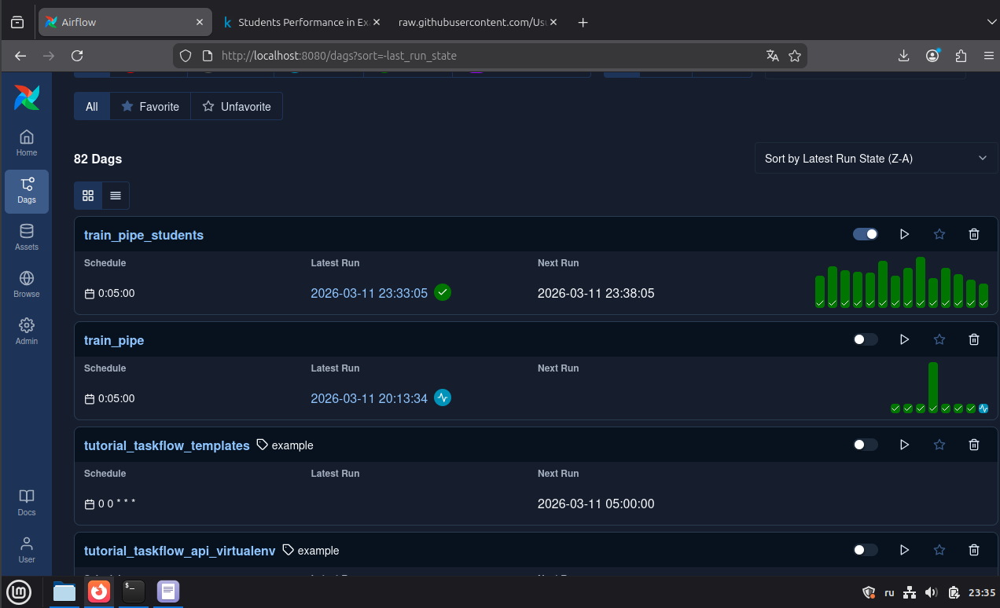 Airflow
Students Performance in Ex
raw.githubusercontent.com/Us
http://localhost:8080/dags?sort=-last_run_state
All
Favorite
Unfavorite
Home
Dags
Assets
Browse
Admin
Docs
User
82 Dags
Sort by Latest Run State (Z-A)
train_pipe_students
Schedule
Latest Run
Next Run
0:05:00
2026-03-11 23:33:05
2026-03-11 23:38:05
train_pipe
Schedule
Latest Run
Next Run
0:05:00
2026-03-11 20:13:34
tutorial_taskflow_templates
example
Schedule
Latest Run
Next Run
0 0 * * *
2026-03-11 05:00:00
tutorial_taskflow_api_virtualenv
example
ru
23:35